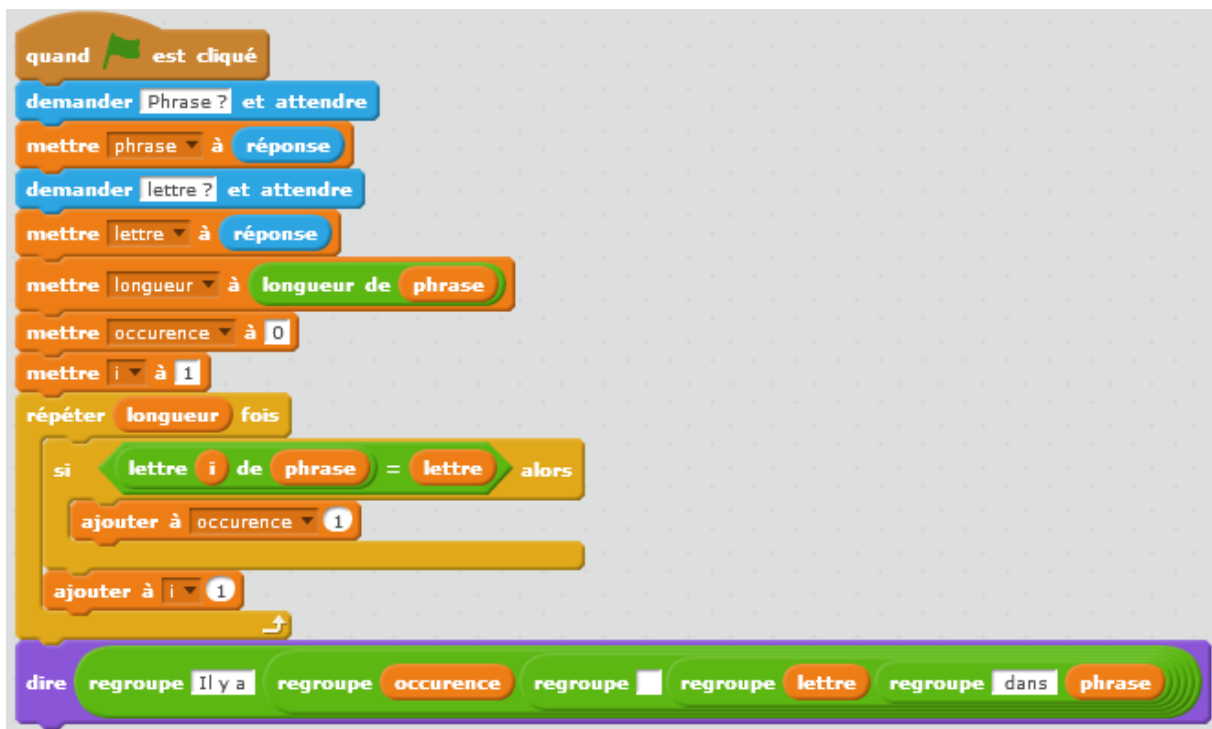 quand est cliqué
demander Phrase ? et attendre
mettre phrase à réponse
demander lettre ? et attendre
mettre lettre à réponse
mettre longueur à longueur de phrase
mettre occurence à 0
mettre i à 1
répéter longueur fois
si lettre i de phrase = lettre alors
ajouter à occurence 1
ajouter à i 1
dire regroupe Il y a regroupe occurence regroupe regroupe lettre regroupe dans phrase